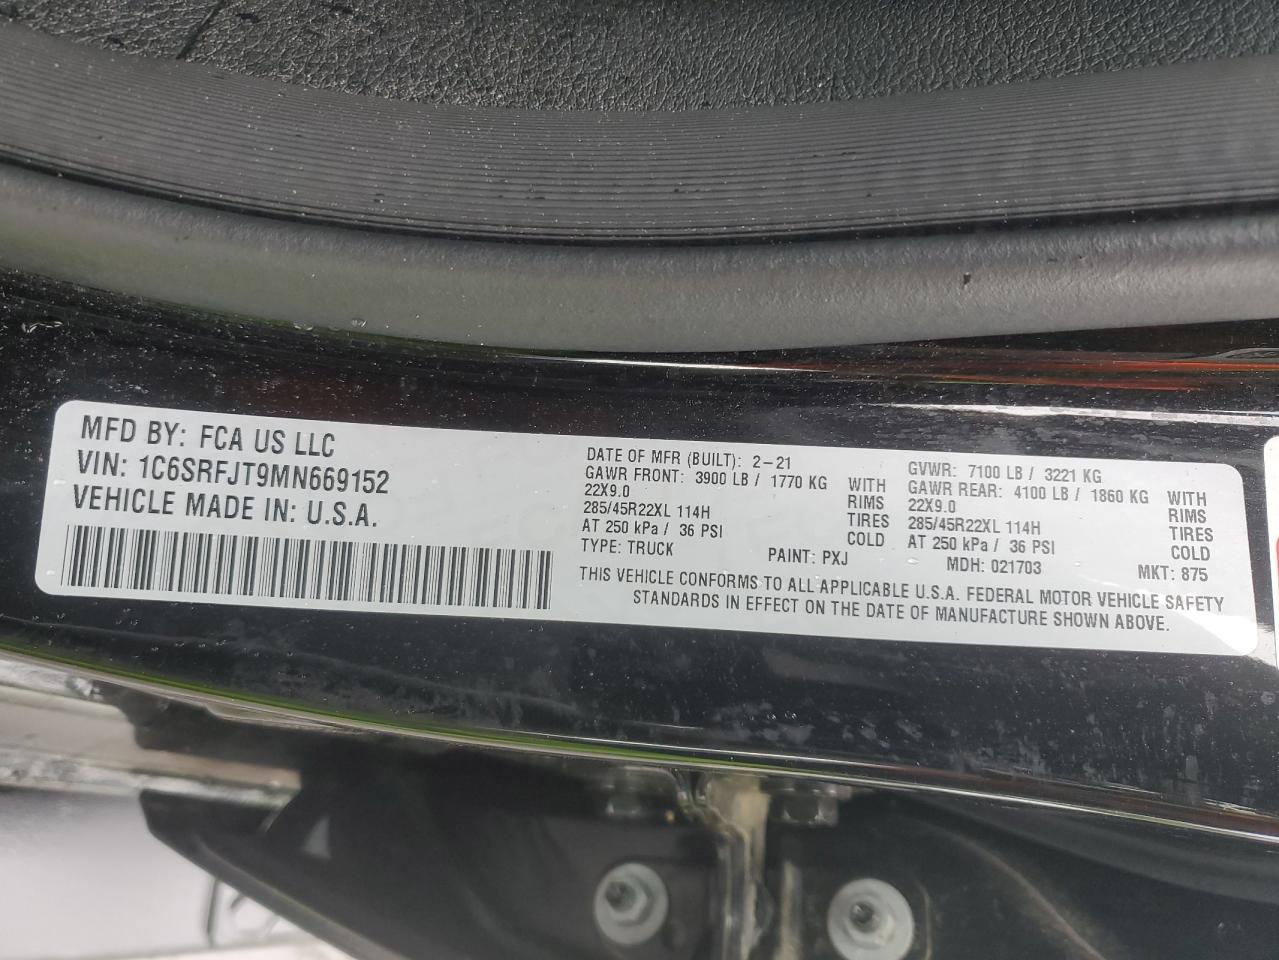 MFD BY: FCA US LLC
VIN: 1C6SRFJT9MN669152
VEHICLE MADE IN: U.S.A.
DATE OF MFR (BUILT): 2-21
GAWR FRONT: 3900 LB / 1770 KG WITH
22X9.0 RIMS
285/45R22XL 114H TIRES
AT 250 kPa / 36 PSI COLD
TYPE: TRUCK PAINT: PXJ
GVWR: 7100 LB / 3221 KG
GAWR REAR: 4100 LB / 1860 KG WITH
22X9.0 RIMS
285/45R22XL 114H TIRES
AT 250 kPa / 36 PSI COLD
MDH: 021703 MKT: 875
THIS VEHICLE CONFORMS TO ALL APPLICABLE U.S.A. FEDERAL MOTOR VEHICLE SAFETY
STANDARDS IN EFFECT ON THE DATE OF MANUFACTURE SHOWN ABOVE.